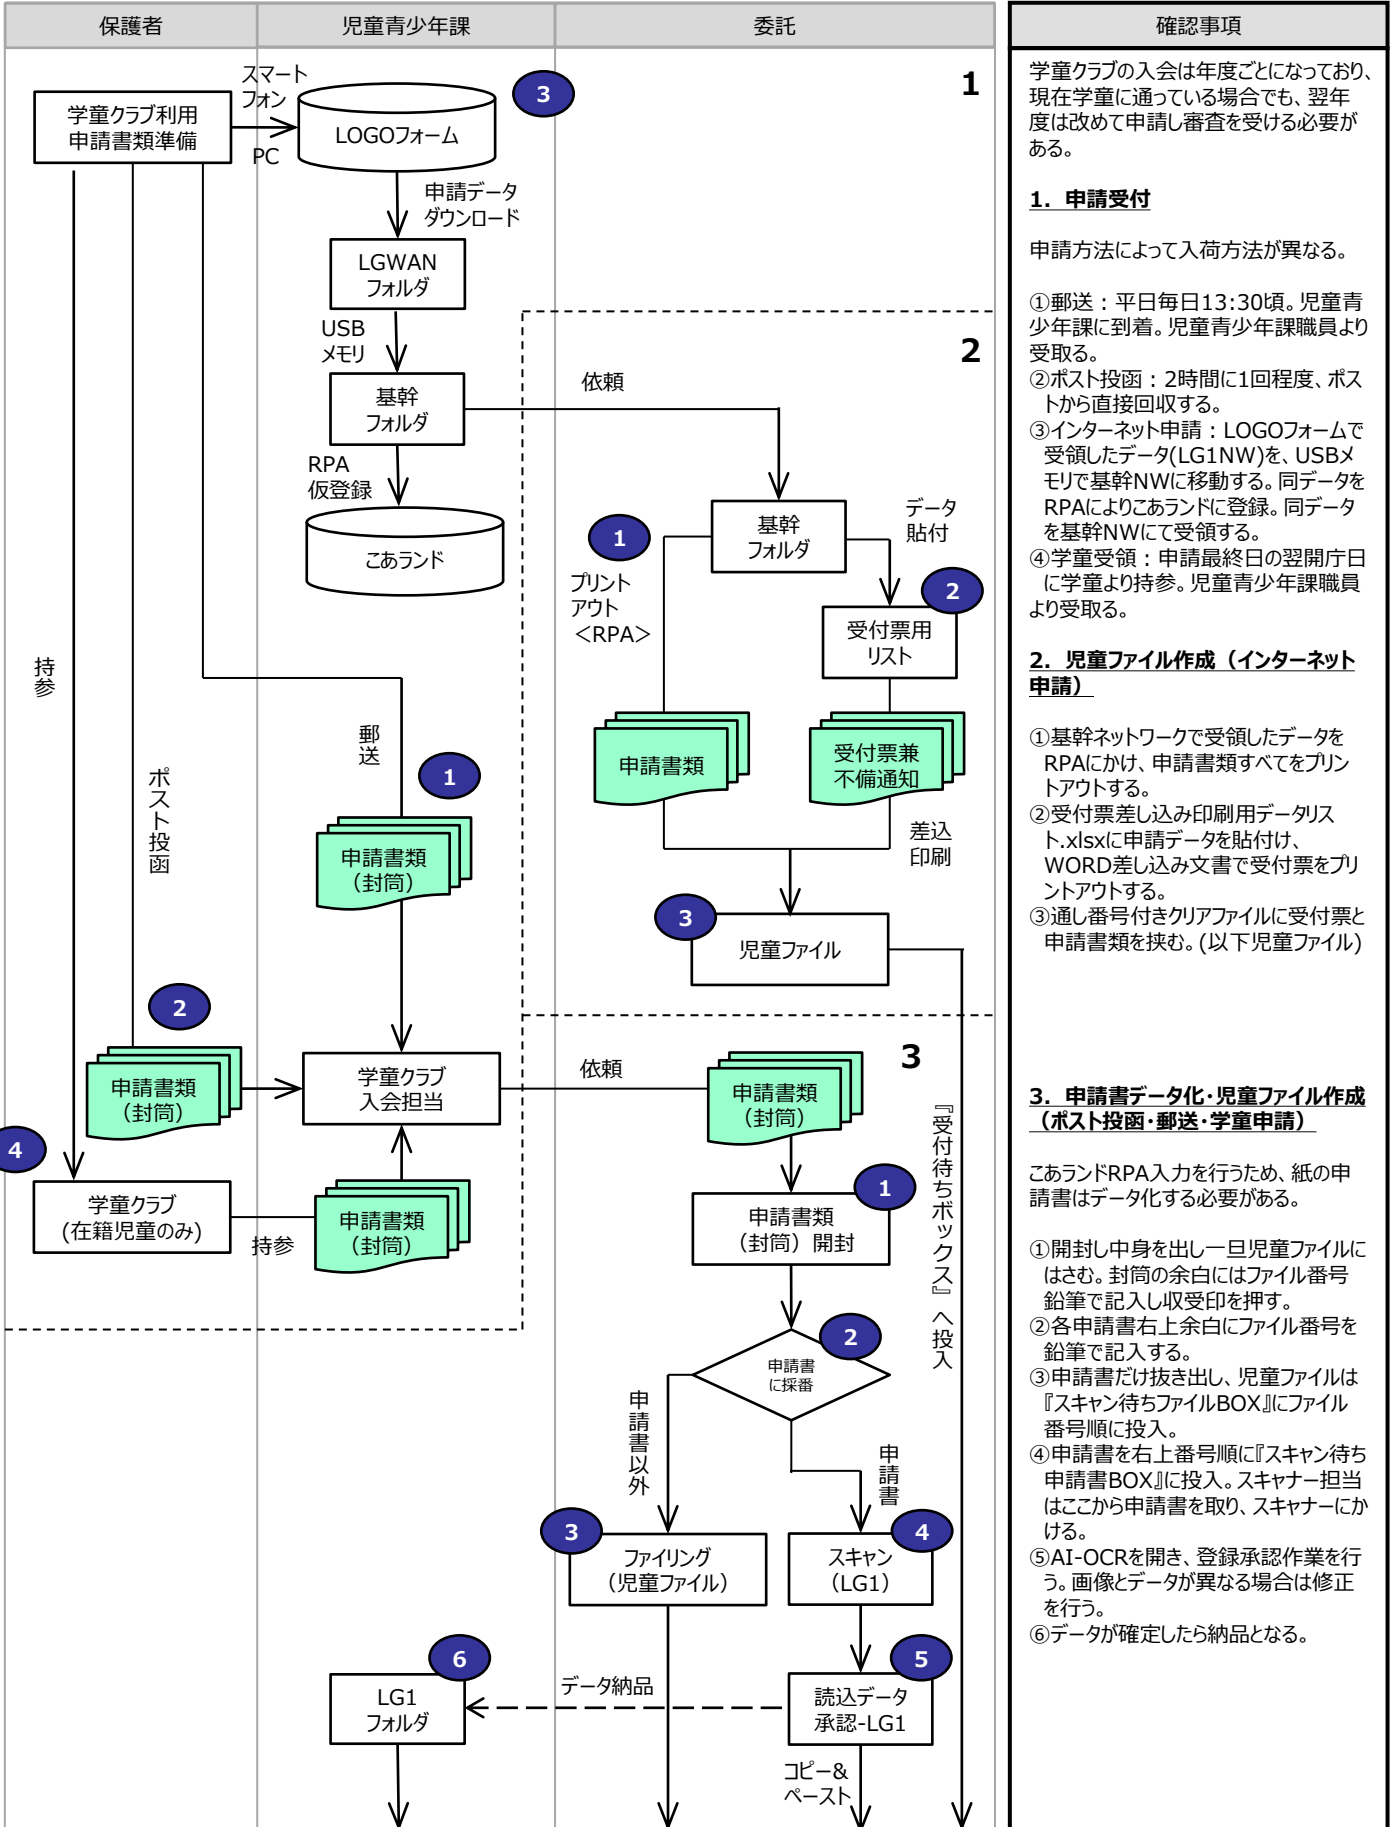 保護者
児童青少年課
委託
確認事項
スマート
フォン
PC
学童クラブ利用
申請書類準備
LOGOフォーム
3
1
申請データ
ダウンロード
LGWAN
フォルダ
USB
メモリ
基幹
フォルダ
依頼
2
RPA
仮登録
こあランド
基幹
フォルダ
データ
貼付
1
プリント
アウト
＜RPA＞
2
受付票用
リスト
持参
ポスト投函
郵送
1
申請書類
受付票兼
不備通知
差込
印刷
申請書類
（封筒）
3
児童ファイル
2
申請書類
（封筒）
学童クラブ
入会担当
依頼
3
申請書類
（封筒）
『受付待ちボックス』へ投入
4
学童クラブ
(在籍児童のみ)
持参
申請書類
（封筒）
1
申請書類
（封筒）開封
2
申請書
に採番
申請書以外
申請書
3
ファイリング
（児童ファイル）
4
スキャン
（LG1）
6
LG1
フォルダ
データ納品
5
読込データ
承認-LG1
コピー&
ペースト
学童クラブの入会は年度ごとになっており、
現在学童に通っている場合でも、翌年
度は改めて申請し審査を受ける必要が
ある。
1．申請受付
申請方法によって入荷方法が異なる。
①郵送：平日毎日13:30頃。児童青
少年課に到着。児童青少年課職員より
受取る。
②ポスト投函：2時間に1回程度、ポス
トから直接回収する。
③インターネット申請：LOGOフォームで
受領したデータ(LG1NW)を、USBメ
モリで基幹NWに移動する。同データを
RPAによりこあランドに登録。同データ
を基幹NWにて受領する。
④学童受領：申請最終日の翌開庁日
に学童より持参。児童青少年課職員
より受取る。
2．児童ファイル作成（インターネット
申請）
①基幹ネットワークで受領したデータを
RPAにかけ、申請書類すべてをプリン
トアウトする。
②受付票差し込み印刷用データリス
ト.xlsxに申請データを貼付け、
WORD差し込み文書で受付票をプリ
ントアウトする。
③通し番号付きクリアファイルに受付票と
申請書類を挟む。(以下児童ファイル)
3．申請書データ化・児童ファイル作成
（ポスト投函・郵送・学童申請）
こあランドRPA入力を行うため、紙の申
請書はデータ化する必要がある。
①開封し中身を出し一旦児童ファイルに
はさむ。封筒の余白にはファイル番号
鉛筆で記入し収受印を押す。
②各申請書右上余白にファイル番号を
鉛筆で記入する。
③申請書だけ抜き出し、児童ファイルは
『スキャン待ちファイルBOX』にファイル
番号順に投入。
④申請書を右上番号順に『スキャン待ち
申請書BOX』に投入。スキャナー担当
はここから申請書を取り、スキャナーにか
ける。
⑤AI-OCRを開き、登録承認作業を行
う。画像とデータが異なる場合は修正
を行う。
⑥データが確定したら納品となる。